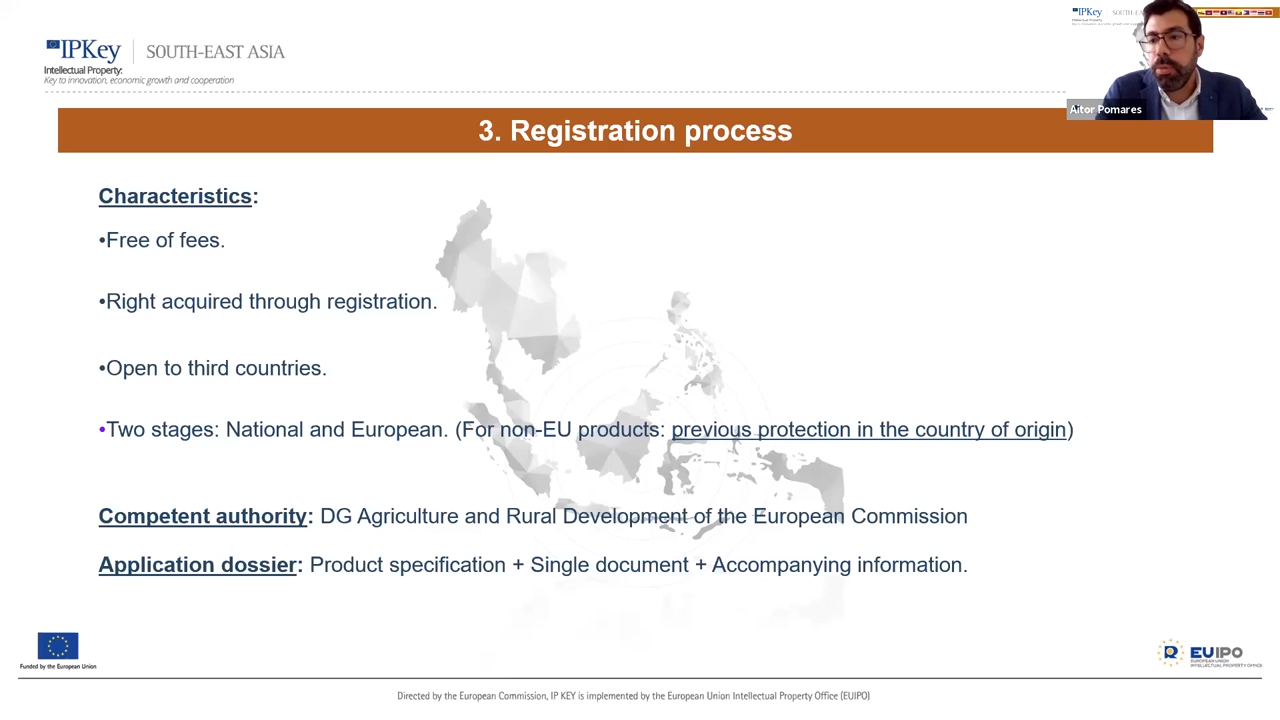 IPKey SOUTH-EAST ASIA
Intellectual Property:
Key to innovation, economic growth and cooperation
IPKey
Aitor Pomares
3. Registration process
Characteristics:
•Free of fees.
•Right acquired through registration.
•Open to third countries.
•Two stages: National and European. (For non-EU products: previous protection in the country of origin)
Competent authority: DG Agriculture and Rural Development of the European Commission
Application dossier: Product specification + Single document + Accompanying information.
Funded by the European Union
EUIPO
EUROPEAN UNION
INTELLECTUAL PROPERTY OFFICE
Directed by the European Commission, IP KEY is implemented by the European Union Intellectual Property Office (EUIPO)